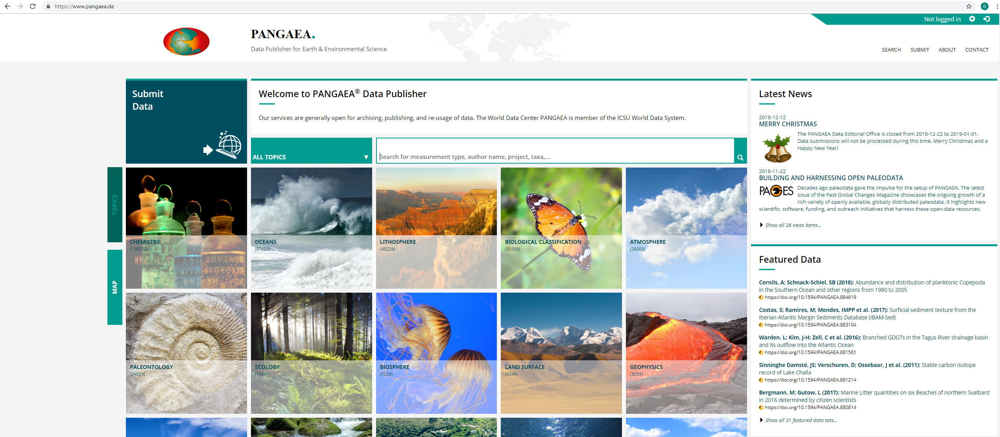 https://www.pangaea.de
Not logged in
PANGAEA.
Data Publisher for Earth & Environmental Science
SEARCH SUBMIT ABOUT CONTACT
Submit
Data
Welcome to PANGAEA® Data Publisher
Our services are generally open for archiving, publishing, and re-usage of data. The World Data Center PANGAEA is member of the ICSU World Data System.
ALL TOPICS ▼
Search for measurement type, author name, project, taxa,...
TOPICS
MAP
CHEMISTRY
(138872)
AMMONIUM
HYDROXID
OCEANS
(97622)
LITHOSPHERE
(49229)
BIOLOGICAL CLASSIFICATION
(30389)
ATMOSPHERE
(26000)
PALEONTOLOGY
(24024)
ECOLOGY
(14947)
BIOSPHERE
(7209)
LAND SURFACE
(6349)
GEOPHYSICS
(3059)
Latest News
2018-12-12
MERRY CHRISTMAS
The PANGAEA Data Editorial Office is closed from 2018-12-22 to 2019-01-01.
Data submissions will not be processed during this time. Merry Christmas and a
Happy New Year!
2018-11-22
BUILDING AND HARNESSING OPEN PALEODATA
PAGES
Decades ago paleodata gave the impulse for the setup of PANGAEA. The latest
issue of the Past Global Changes Magazine showcases the ongoing growth of a
rich variety of openly available, globally distributed paleodata. It highlights new
scientific, software, funding, and outreach initiatives that harness these open-data resources.
Show all 26 news items...
Featured Data
Cornils, A; Schnack-Schiel, SB (2018): Abundance and distribution of planktonic Copepoda
in the Southern Ocean and other regions from 1980 to 2005
https://doi.org/10.1594/PANGAEA.884619
Costas, S; Ramires, M; Mendes, IMPP et al. (2017): Surficial sediment texture from the
Iberian Atlantic Margin Sediments Database (IBAM-Sed)
https://doi.org/10.1594/PANGAEA.883104
Warden, L; Kim, J-H; Zell, C et al. (2016): Branched GDGTs in the Tagus River drainage basin
and its outflow into the Atlantic Ocean
https://doi.org/10.1594/PANGAEA.881561
Sinninghe Damsté, JS; Verschuren, D; Ossebaar, J et al. (2011): Stable carbon isotope
record of Lake Challa
https://doi.org/10.1594/PANGAEA.881214
Bergmann, M; Gutow, L (2017): Marine Litter quantities on six Beaches of northern Svalbard
in 2016 determined by citizen scientists
https://doi.org/10.1594/PANGAEA.880814
Show all 31 featured data sets...